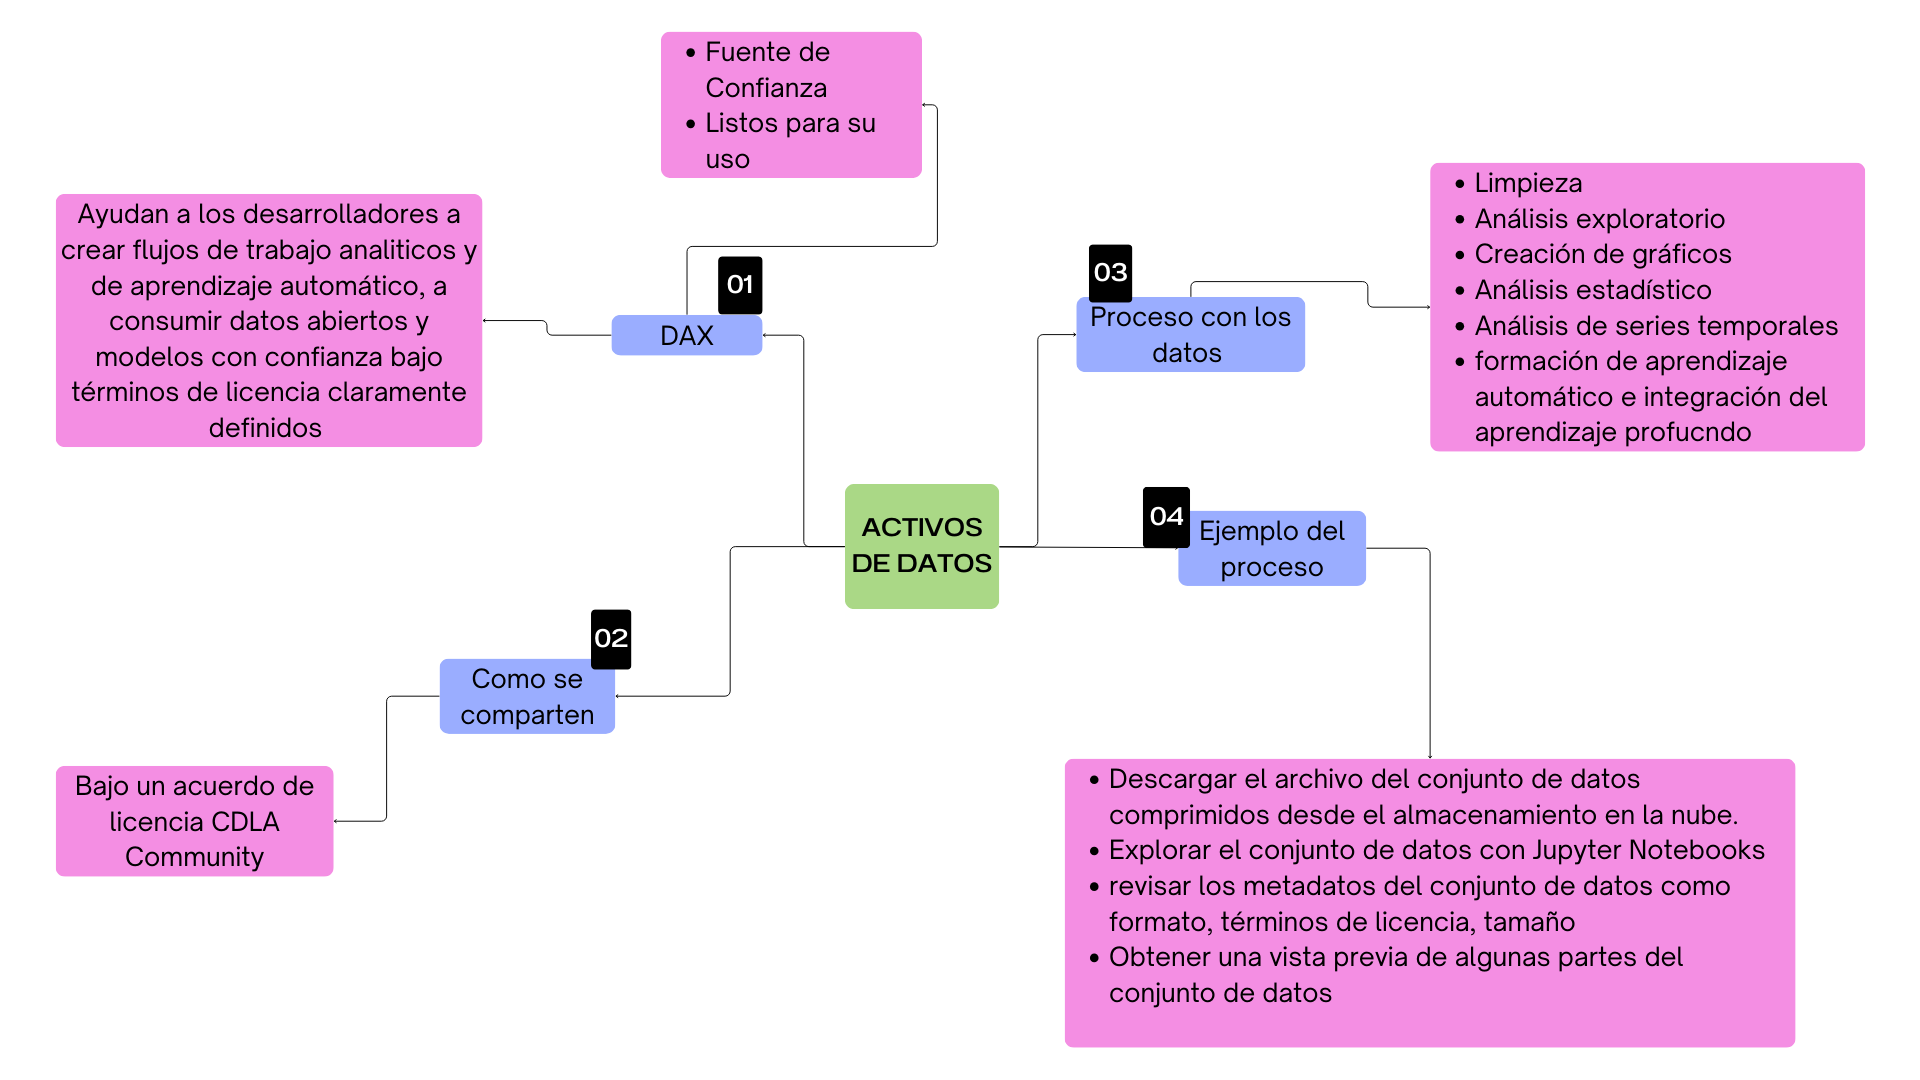 ACTIVOS
DE DATOS
01
DAX
• Fuente de
Confianza
• Listos para su
uso
Ayudan a los desarrolladores a
crear flujos de trabajo analiticos y
de aprendizaje automático, a
consumir datos abiertos y
modelos con confianza bajo
términos de licencia claramente
definidos
02
Como se
comparten
Bajo un acuerdo de
licencia CDLA
Community
03
Proceso con los
datos
• Limpieza
• Análisis exploratorio
• Creación de gráficos
• Análisis estadístico
• Análisis de series temporales
• formación de aprendizaje
automático e integración del
aprendizaje profucndo
04
Ejemplo del
proceso
• Descargar el archivo del conjunto de datos
comprimidos desde el almacenamiento en la nube.
• Explorar el conjunto de datos con Jupyter Notebooks
• revisar los metadatos del conjunto de datos como
formato, términos de licencia, tamaño
• Obtener una vista previa de algunas partes del
conjunto de datos